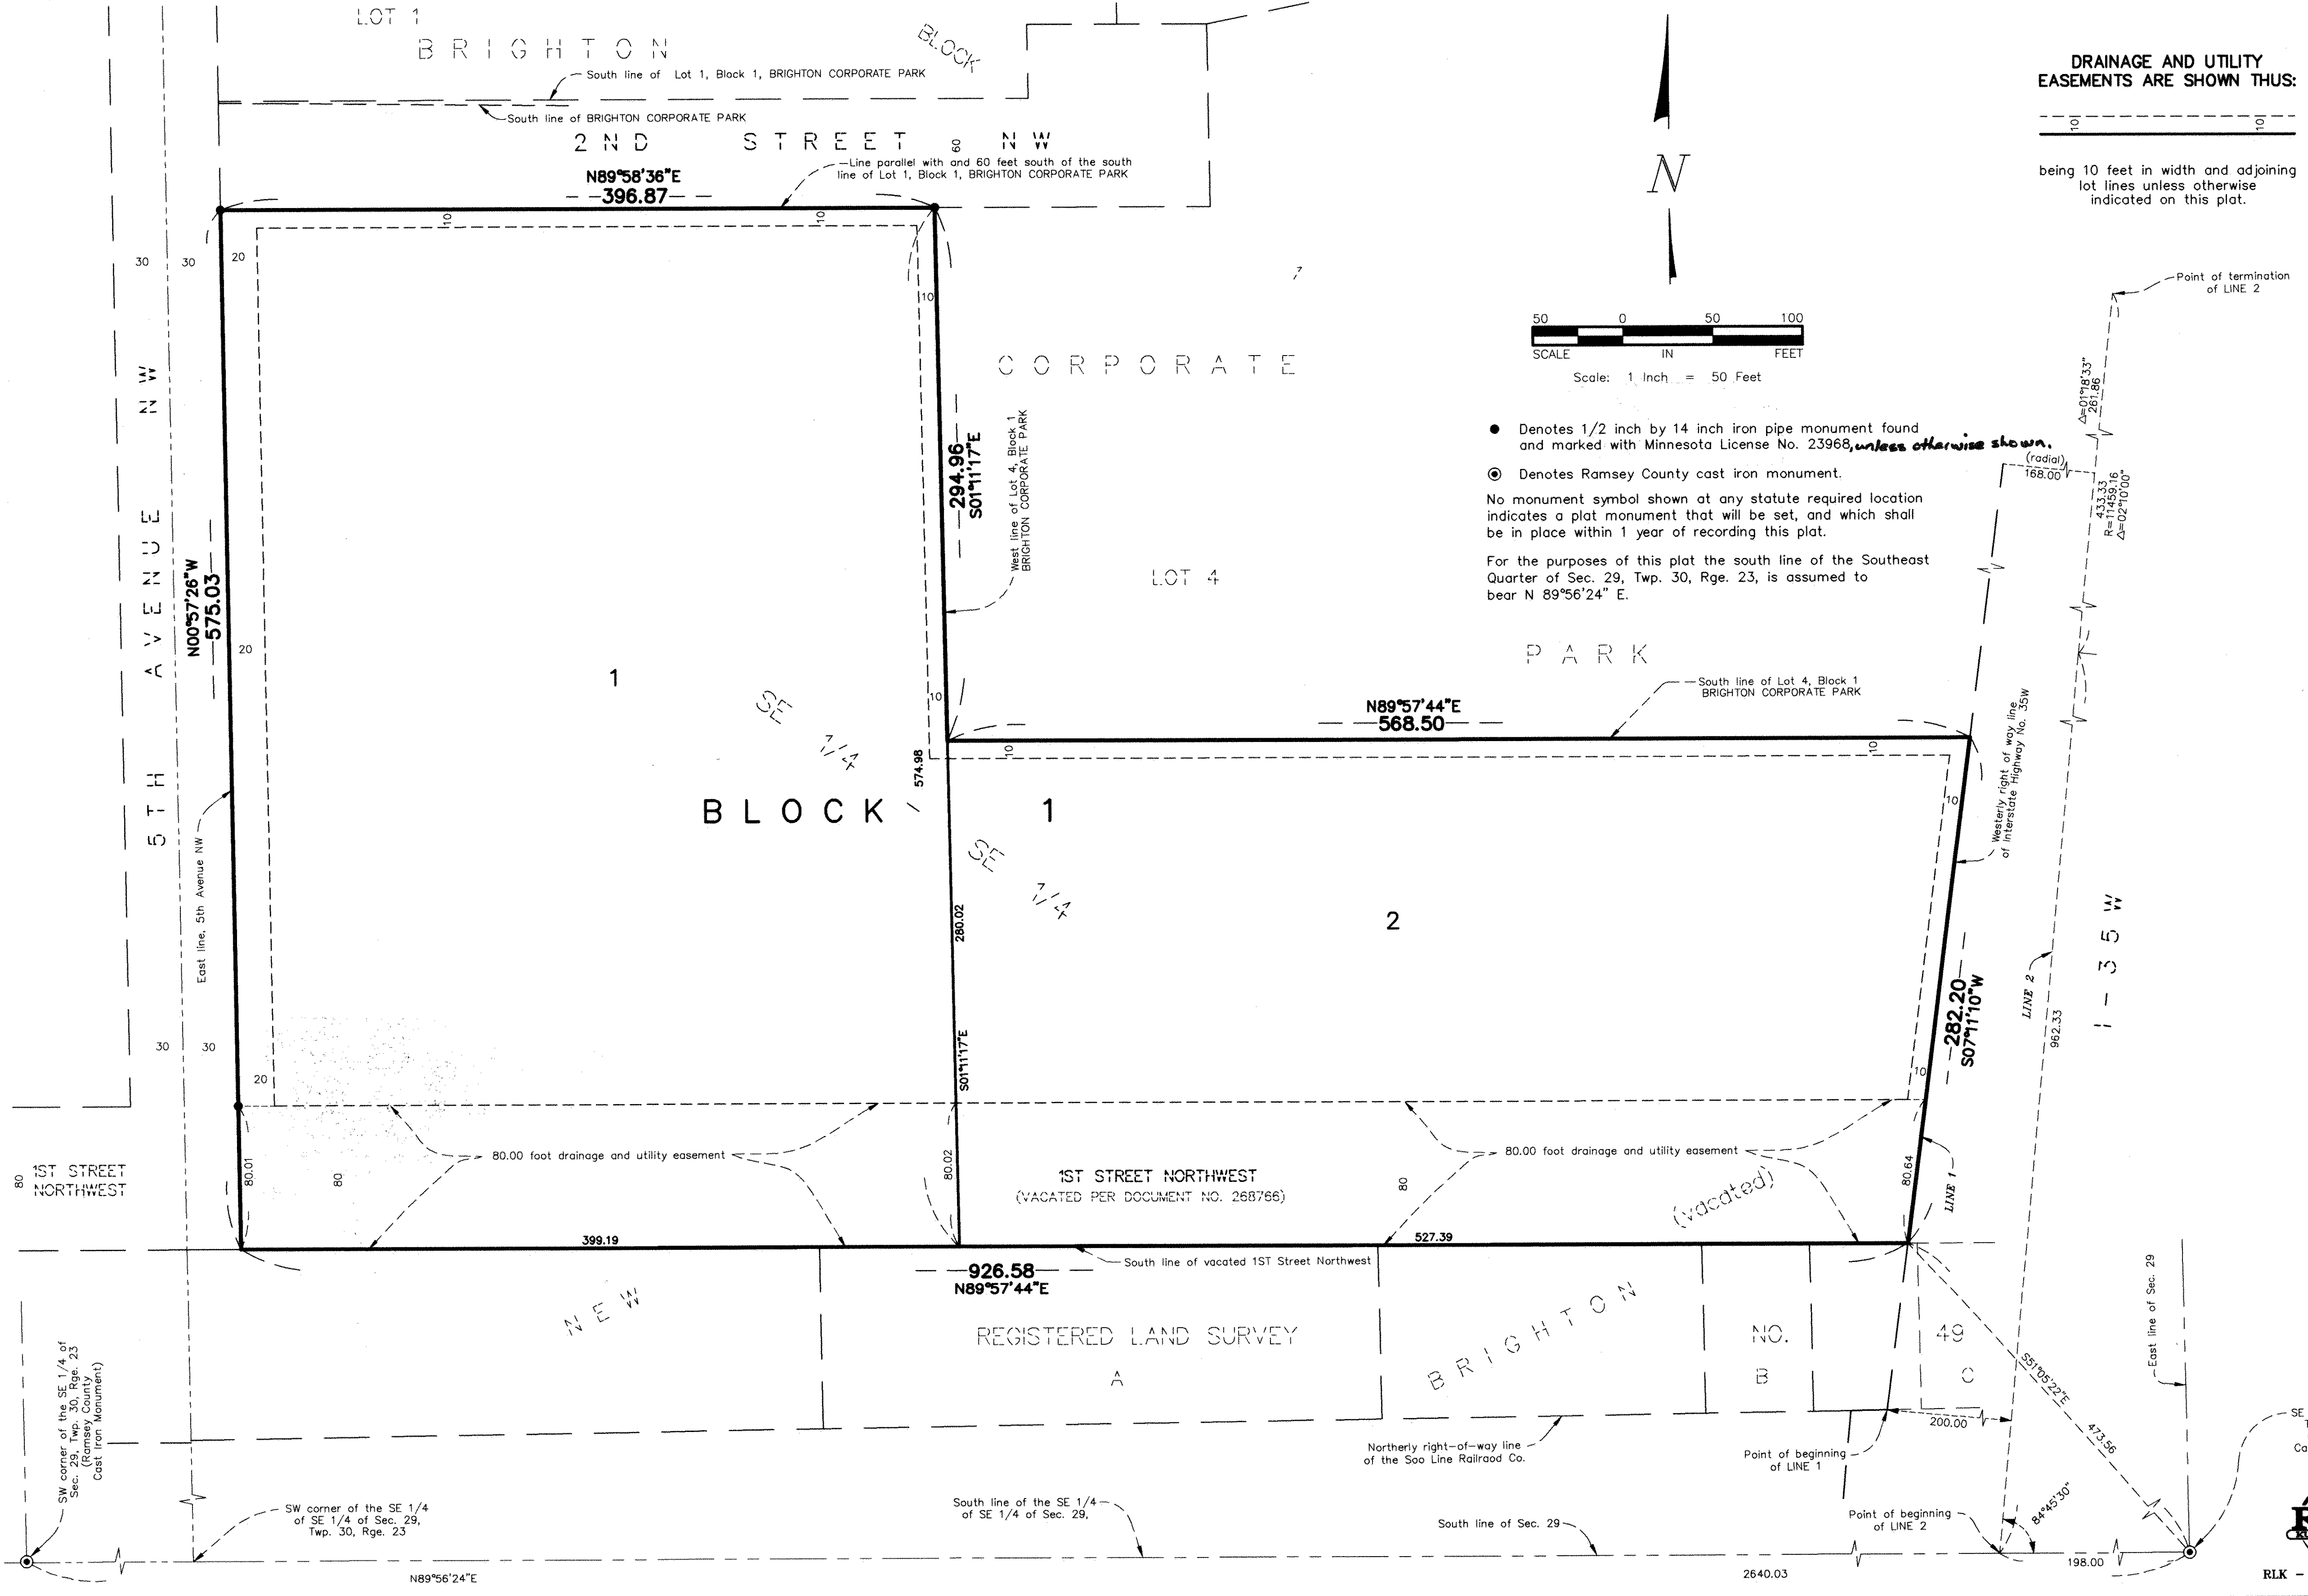 LOT 1
BRIGHTON
BLOCK
South line of Lot 1, Block 1, BRIGHTON CORPORATE PARK
South line of BRIGHTON CORPORATE PARK
2ND STREET NW
60
Line parallel with and 60 feet south of the south
line of Lot 1, Block 1, BRIGHTON CORPORATE PARK
N89°58'36"E
396.87
DRAINAGE AND UTILITY
EASEMENTS ARE SHOWN THUS:
10
10
being 10 feet in width and adjoining
lot lines unless otherwise
indicated on this plat.
N
50 0 50 100
SCALE IN FEET
Scale: 1 Inch = 50 Feet
● Denotes 1/2 inch by 14 inch iron pipe monument found
and marked with Minnesota License No. 23968, unless otherwise shown.
Denotes Ramsey County cast iron monument.
No monument symbol shown at any statute required location
indicates a plat monument that will be set, and which shall
be in place within 1 year of recording this plat.
For the purposes of this plat the south line of the Southeast
Quarter of Sec. 29, Twp. 30, Rge. 23, is assumed to
bear N 89°56'24" E.
Point of termination
of LINE 2
Δ=01°18'33"
261.86
(radial)
168.00
433.33
R=11459.16
Δ=02°10'00"
10
10
30
30
20
10
1
CORPORATE
5TH AVENUE NW
N00°57'26"W
575.03
20
294.96
S01°11'17"E
West line of Lot 4, Block 1
BRIGHTON CORPORATE PARK
LOT 4
PARK
1
10
SE 1/4
574.98
N89°57'44"E
568.50
South line of Lot 4, Block 1
BRIGHTON CORPORATE PARK
10
10
10
Westerly right of way line
of Interstate Highway No. 35W
BLOCK 1
SE 1/4
East line, 5th Avenue NW
280.02
2
282.20
S07°11'10"W
LINE 2
962.33
I-35W
30
30
20
S01°11'17"E
10
1ST STREET
NORTHWEST
80
80.01
80
80.00 foot drainage and utility easement
80.02
1ST STREET NORTHWEST
(VACATED PER DOCUMENT NO. 268766)
80
80.00 foot drainage and utility easement
(vacated)
80.64
LINE 1
399.19
527.39
926.58
N89°57'44"E
South line of vacated 1ST Street Northwest
NEW
BRIGHTON
REGISTERED LAND SURVEY NO. 49
A
B
C
East line of Sec. 29
S51°05'22"E
473.56
200.00
Northerly right-of-way line
of the Soo Line Railraod Co.
Point of beginning
of LINE 1
SW corner of the SE 1/4 of
Sec. 29, Twp. 30, Rge. 23
(Ramsey County
Cast Iron Monument)
SW corner of the SE 1/4
of SE 1/4 of Sec. 29,
Twp. 30, Rge. 23
South line of the SE 1/4
of SE 1/4 of Sec. 29,
South line of Sec. 29
Point of beginning
of LINE 2
84°45'30"
SE
Ca
N89°56'24"E
2640.03
198.00
RLK -